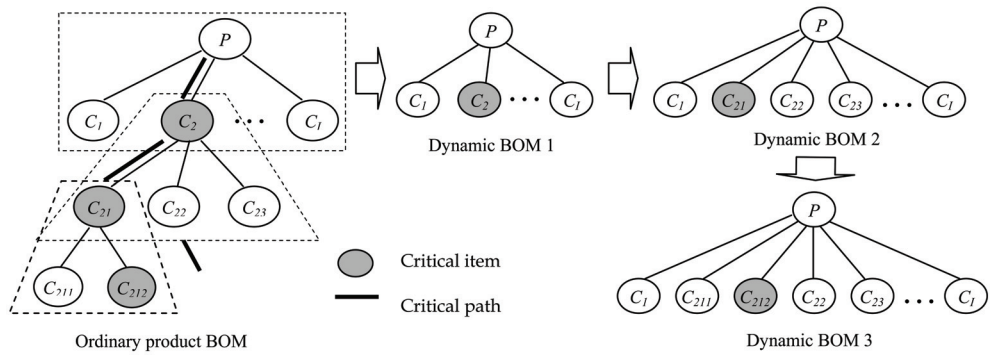 P
C1 C2 ... CI
C21 C22 C23
C211 C212
Ordinary product BOM
P
C1 C2 ... CI
Dynamic BOM 1
P
C1 C21 C22 C23 ... CI
Dynamic BOM 2
P
C1 C211 C212 C22 C23 ... CI
Dynamic BOM 3
Critical item
Critical path